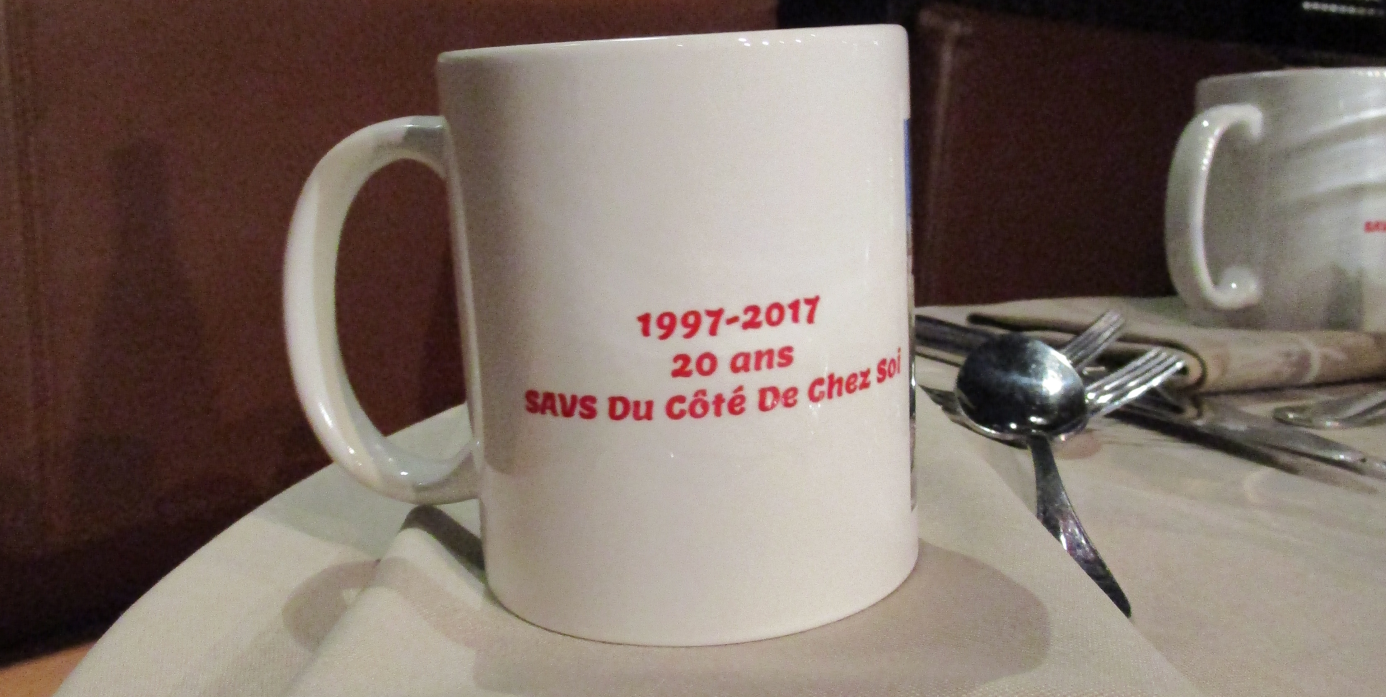 1997-2017
20 ans
SAVS Du Côté De Chez Soi